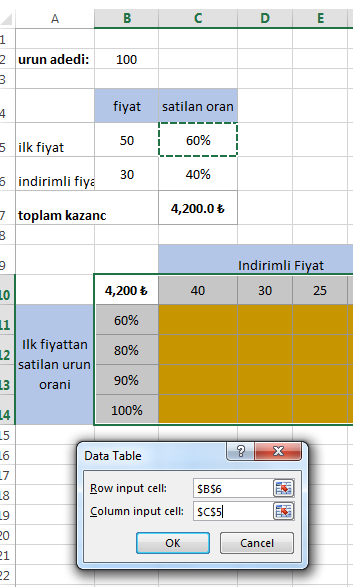 A B C D E
1
2 urun adedi: 100
3
4 fiyat satilan oran
5 ilk fiyat 50 60%
6 indirimli fiya 30 40%
7 toplam kazanc 4,200.0 ₺
8
9 Indirimli Fiyat
10 4,200 ₺ 40 30 25
11 60%
Ilk fiyattan
12 80%
satilan urun
13 90%
orani
14 100%
15
16 Data Table ? X
17 Row input cell: $B$6
18
19 Column input cell: $C$5
20
21 OK Cancel
22